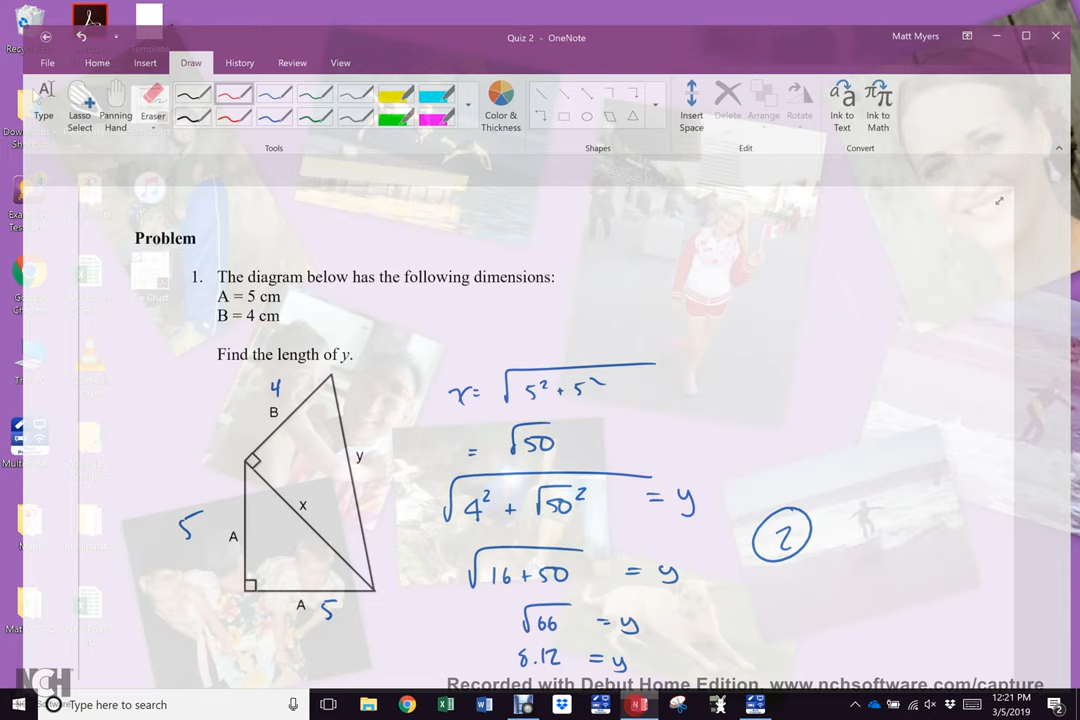 Quiz 2 - OneNote
Matt Myers
File Home Insert Draw History Review View
Type
Lasso Select
Panning Hand
Eraser
Color & Thickness
Insert Space
Delete
Arrange
Rotate
Ink to Text
Ink to Math
Tools
Shapes
Edit
Convert
Problem
1. The diagram below has the following dimensions:
A = 5 cm
B = 4 cm
Find the length of y.
4
B
y
x
5
A
A 5
x = √5² + 5²
= √50
√4² + √50² = y
√16 + 50 = y
√66 = y
8.12 = y
2
NCH
Recorded with Debut Home Edition, www.nchsoftware.com/capture
Type here to search
12:21 PM
3/5/2019
2